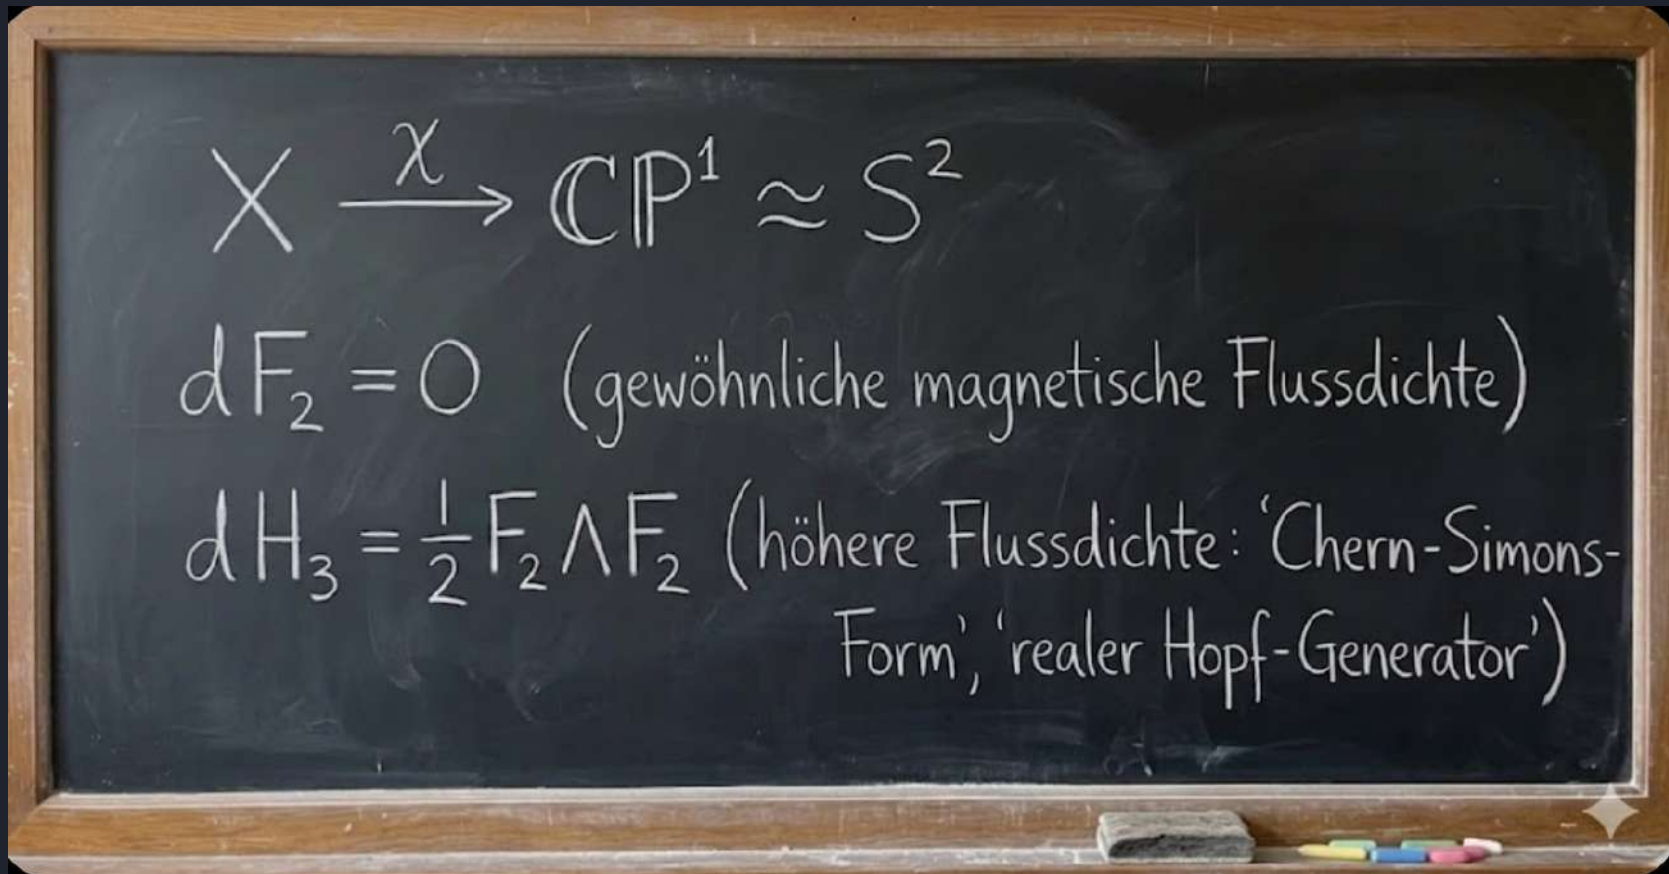 X \xrightarrow{χ} ℂℙ¹ ≈ S²
dF₂ = 0 (gewöhnliche magnetische Flussdichte)
dH₃ = ½ F₂ ∧ F₂ (höhere Flussdichte: ‘Chern-Simons-
Form’, ‘realer Hopf-Generator’)